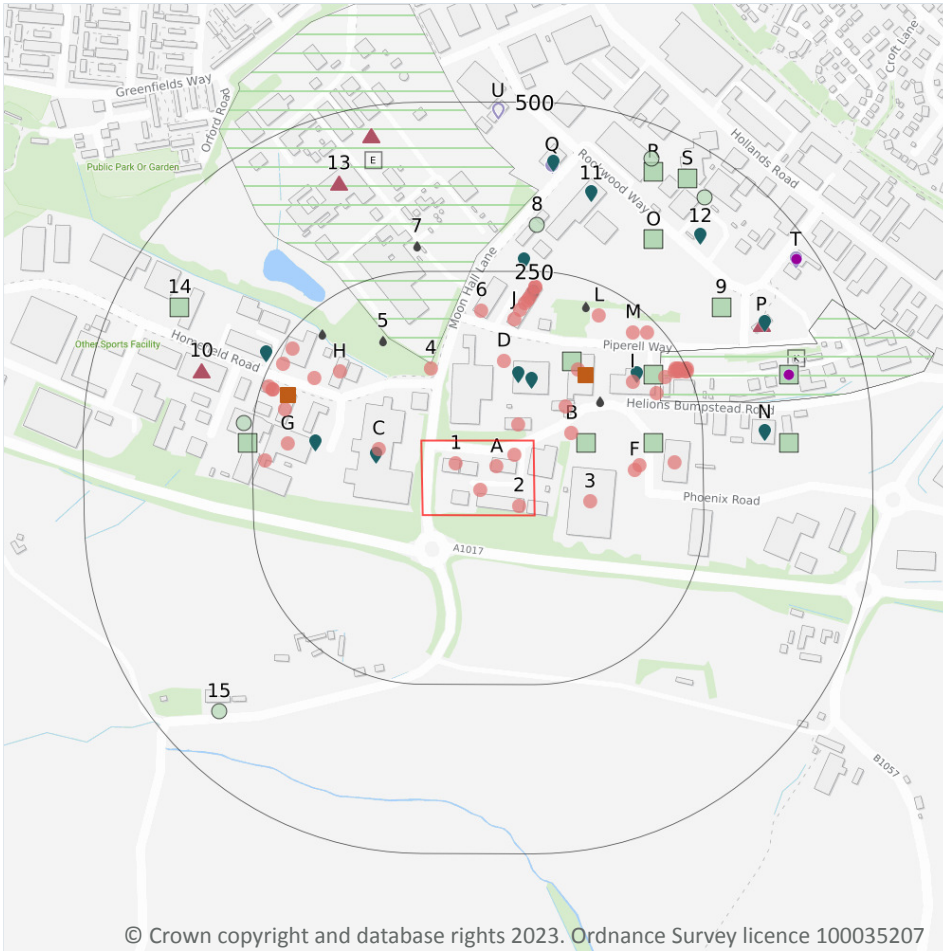 Greenfields Way
Croft Lane
Orford Road
U
500
Hollands Road
Public Park Or Garden
E
13
Q
11
Rookwood Way
R
S
8
12
7
O
T
Moon Hall Lane
250
14
6
J
L
M
9
P
5
Homefield Road
Other Sports Facility
10
H
4
D
Piperell Way
I
K
Helions Bumpstead Road
G
C
B
N
1
A
F
2
3
Phoenix Road
A1017
15
B1057
© Crown copyright and database rights 2023. Ordnance Survey licence 100035207